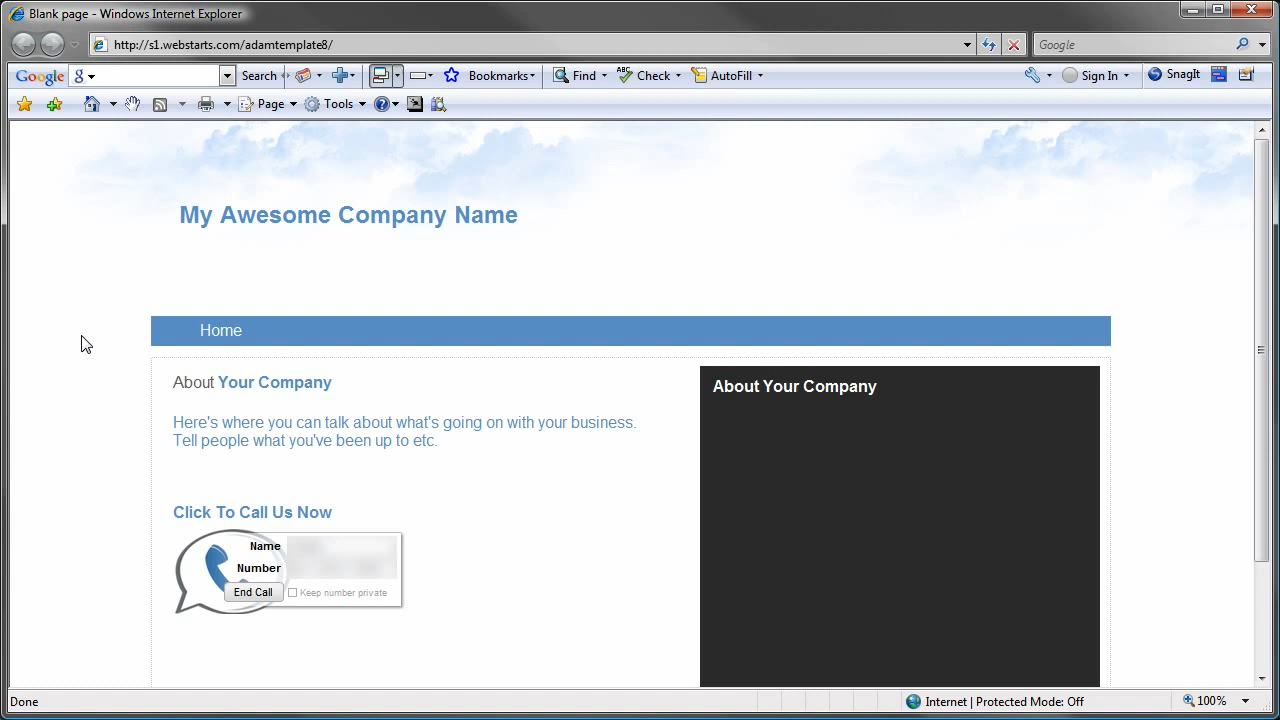 Blank page - Windows Internet Explorer
http://s1.webstarts.com/adamtemplate8/
Google
Google Search Bookmarks Find ABC Check AutoFill Sign In SnagIt
Page Tools
My Awesome Company Name
Home
About Your Company
Here's where you can talk about what's going on with your business.
Tell people what you've been up to etc.
Click To Call Us Now
Name
Number
End Call Keep number private
About Your Company
Done Internet | Protected Mode: Off 100%